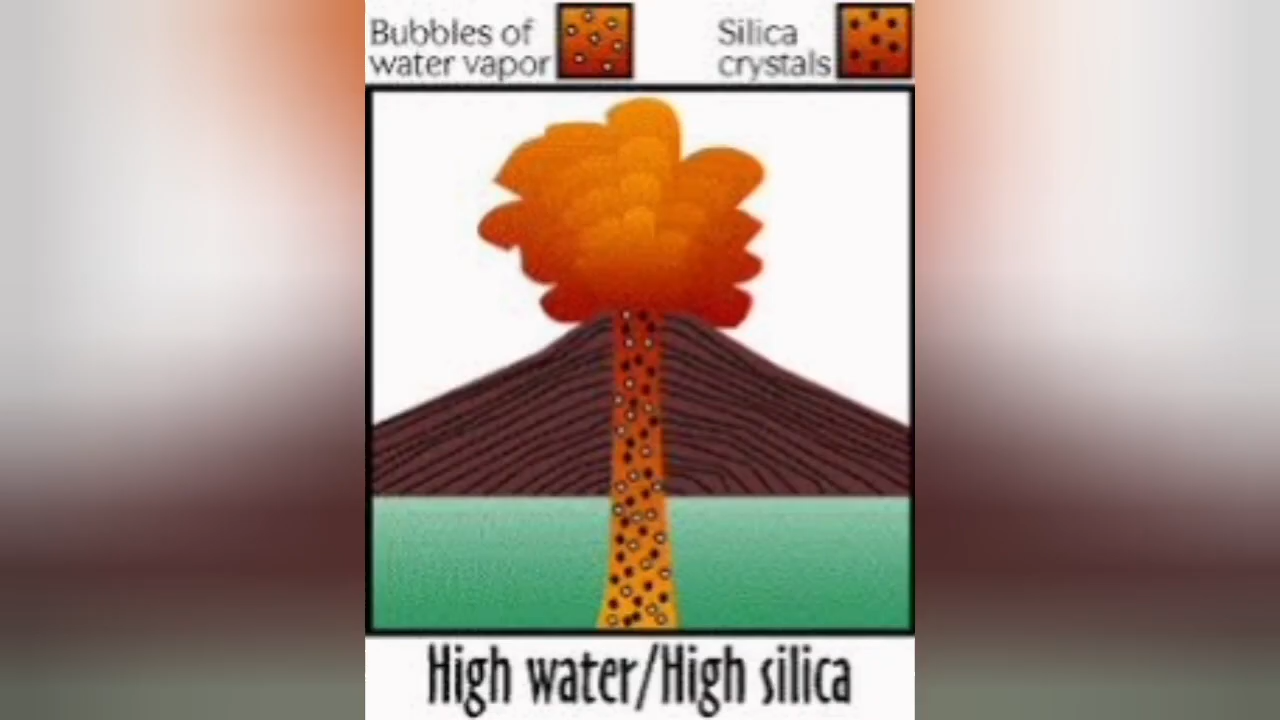 Bubbles of
water vapor
Silica
crystals
High water/High silica